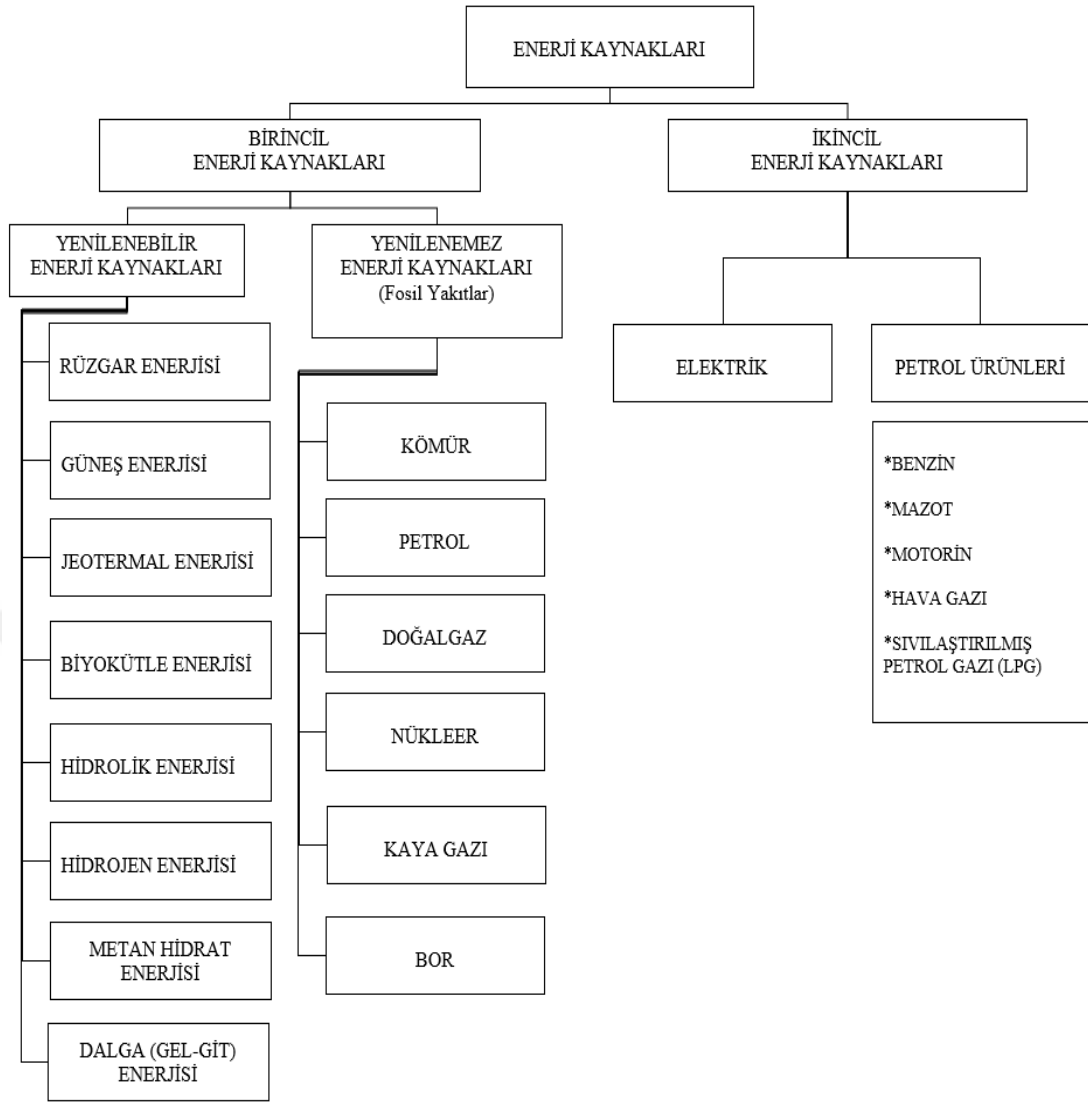 ENERJİ KAYNAKLARI
BİRİNCİL
ENERJİ KAYNAKLARI
İKİNCİL
ENERJİ KAYNAKLARI
YENİLENEBİLİR
ENERJİ KAYNAKLARI
YENİLENEMEZ
ENERJİ KAYNAKLARI
(Fosil Yakıtlar)
RÜZGAR ENERJİSİ
GÜNEŞ ENERJİSİ
JEOTERMAL ENERJİSİ
BİYOKÜTLE ENERJİSİ
HİDROLİK ENERJİSİ
HİDROJEN ENERJİSİ
METAN HİDRAT
ENERJİSİ
DALGA (GEL-GİT)
ENERJİSİ
KÖMÜR
PETROL
DOĞALGAZ
NÜKLEER
KAYA GAZI
BOR
ELEKTRİK
PETROL ÜRÜNLERİ
*BENZİN
*MAZOT
*MOTORİN
*HAVA GAZI
*SIVILAŞTIRILMIŞ
PETROL GAZI (LPG)